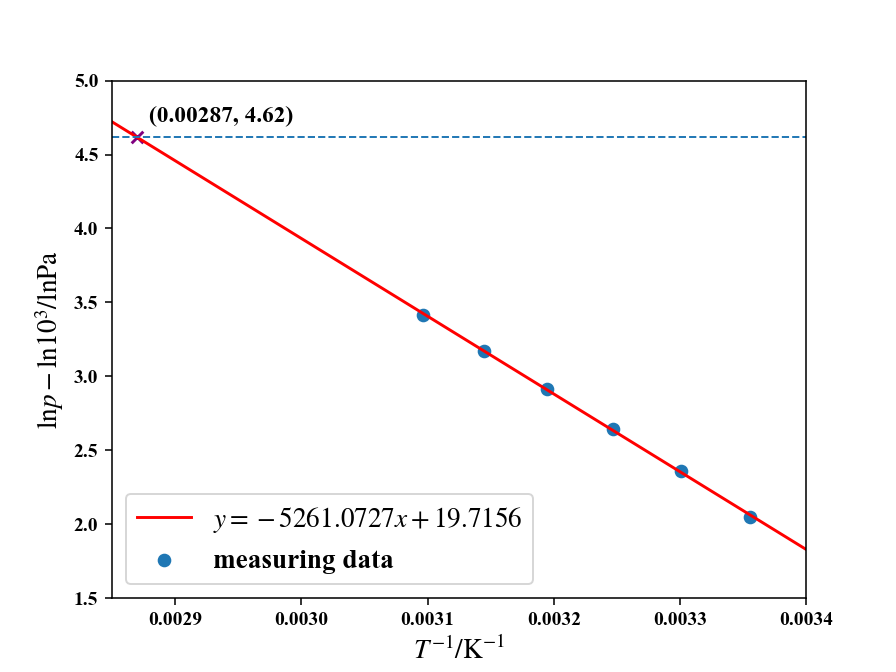 (0.00287, 4.62)
5.0
4.5
4.0
3.5
3.0
2.5
2.0
1.5
lnp − ln10³/lnPa
y = −5261.0727x + 19.7156
measuring data
0.0029 0.0030 0.0031 0.0032 0.0033 0.0034
T⁻¹/K⁻¹